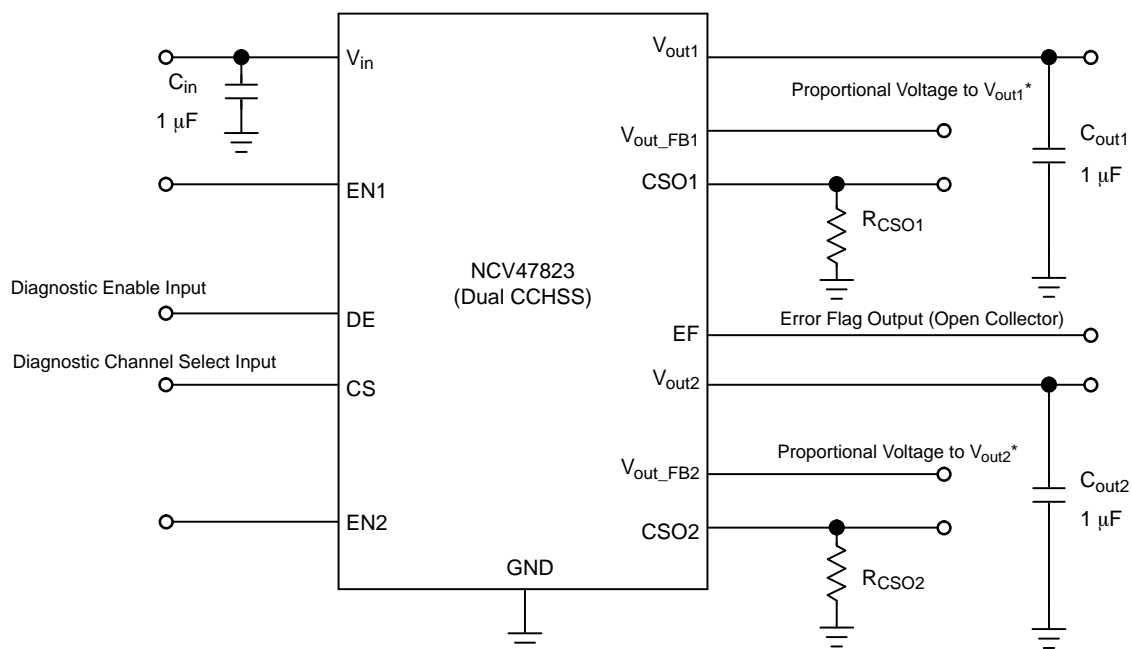 V_in
C_in
1 μF
EN1
Diagnostic Enable Input
DE
Diagnostic Channel Select Input
CS
EN2
NCV47823
(Dual CCHSS)
GND
V_out1
Proportional Voltage to V_out1*
V_out_FB1
C_out1
1 μF
CSO1
R_CSO1
Error Flag Output (Open Collector)
EF
V_out2
Proportional Voltage to V_out2*
V_out_FB2
C_out2
1 μF
CSO2
R_CSO2